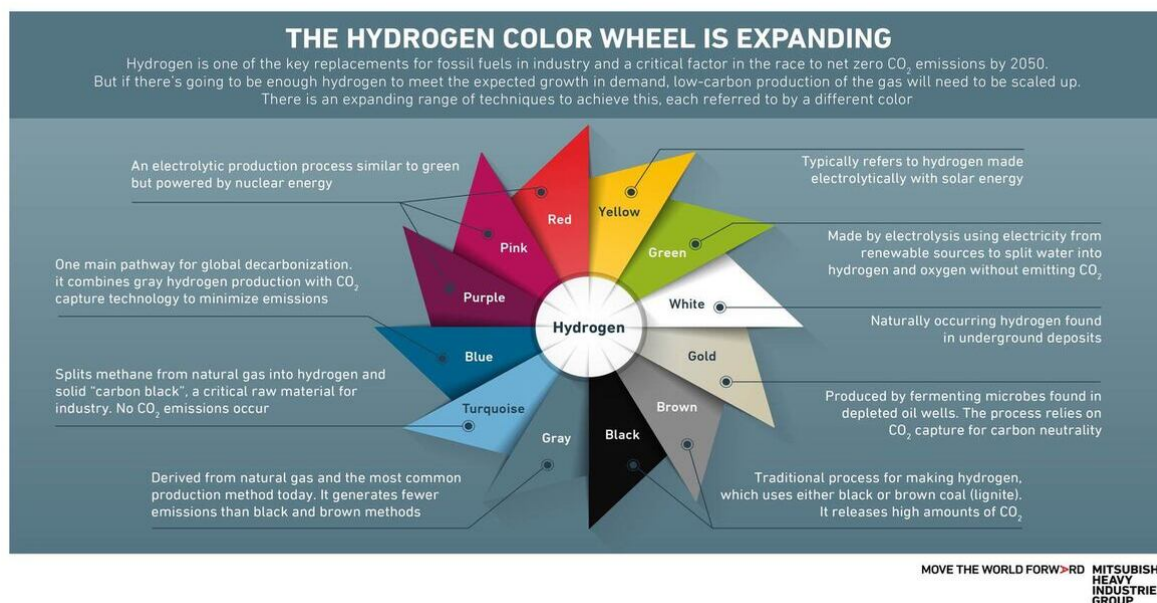 THE HYDROGEN COLOR WHEEL IS EXPANDING
Hydrogen is one of the key replacements for fossil fuels in industry and a critical factor in the race to net zero CO₂ emissions by 2050.
But if there's going to be enough hydrogen to meet the expected growth in demand, low-carbon production of the gas will need to be scaled up.
There is an expanding range of techniques to achieve this, each referred to by a different color
An electrolytic production process similar to green
but powered by nuclear energy
One main pathway for global decarbonization.
it combines gray hydrogen production with CO₂
capture technology to minimize emissions
Splits methane from natural gas into hydrogen and
solid “carbon black”, a critical raw material for
industry. No CO₂ emissions occur
Derived from natural gas and the most common
production method today. It generates fewer
emissions than black and brown methods
Red
Yellow
Pink
Green
Purple
White
Hydrogen
Blue
Gold
Turquoise
Brown
Gray
Black
Typically refers to hydrogen made
electrolytically with solar energy
Made by electrolysis using electricity from
renewable sources to split water into
hydrogen and oxygen without emitting CO₂
Naturally occurring hydrogen found
in underground deposits
Produced by fermenting microbes found in
depleted oil wells. The process relies on
CO₂ capture for carbon neutrality
Traditional process for making hydrogen,
which uses either black or brown coal (lignite).
It releases high amounts of CO₂
MOVE THE WORLD FORWARD
MITSUBISH
HEAVY
INDUSTRIE
GROUP